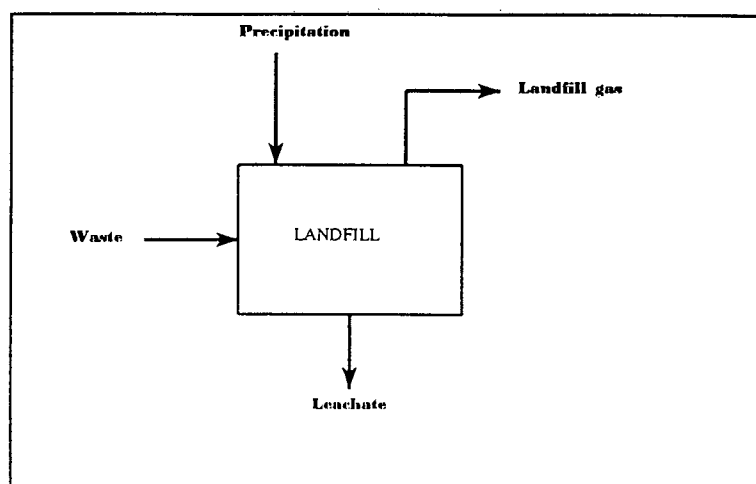 Precipitation
Landfill gas
Waste
LANDFILL
Leachate